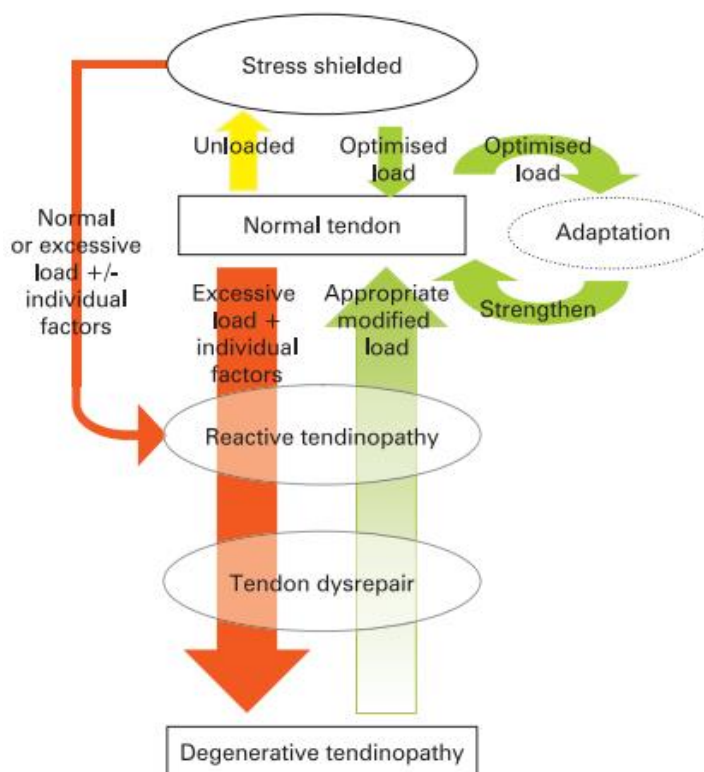 Stress shielded
Unloaded
Optimised
load
Optimised
load
Normal tendon
Adaptation
Normal
or excessive
load +/-
individual
factors
Excessive
load +
individual
factors
Appropriate
modified
load
Strengthen
Reactive tendinopathy
Tendon dysrepair
Degenerative tendinopathy